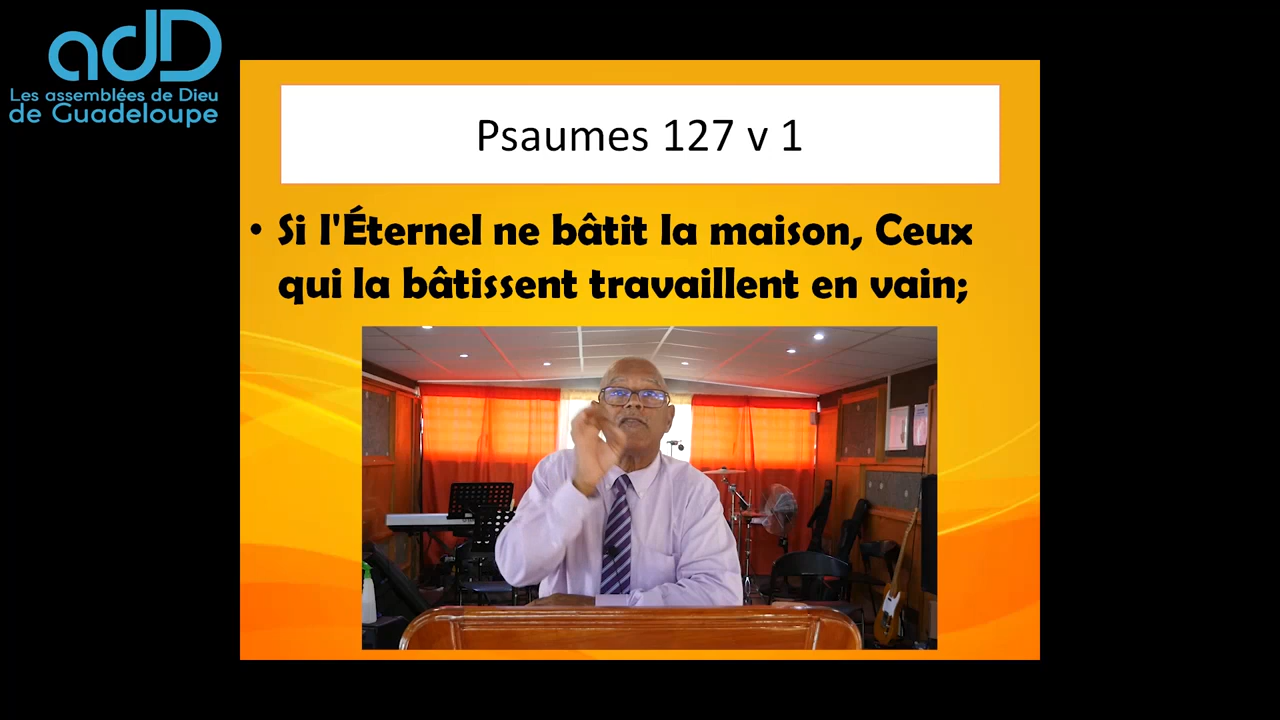 adD
Les assemblées de Dieu
de Guadeloupe
Psaumes 127 v 1
• Si l'Éternel ne bâtit la maison, Ceux
qui la bâtissent travaillent en vain;